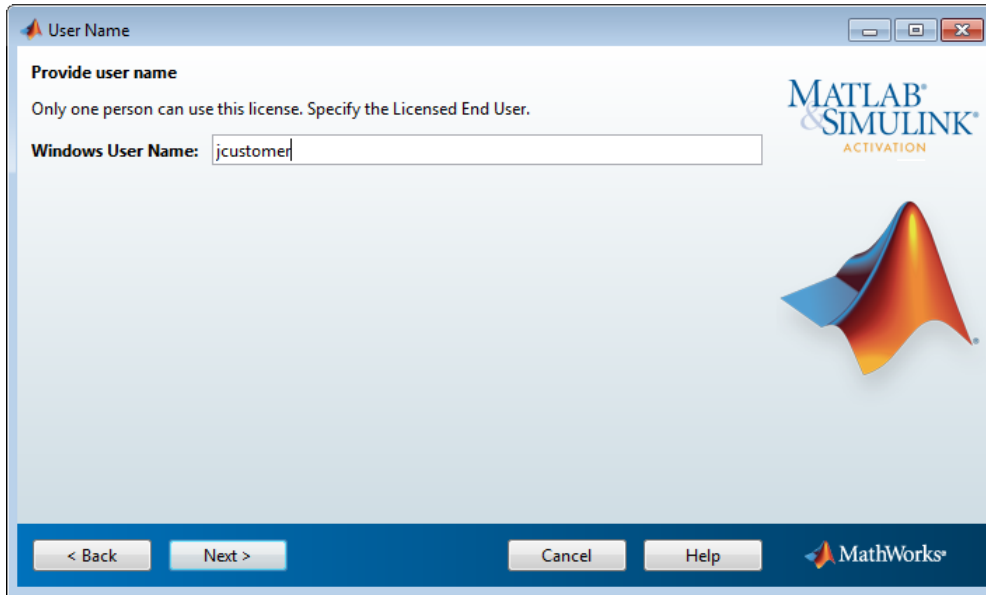 User Name
Provide user name
Only one person can use this license. Specify the Licensed End User.
Windows User Name: jcustomer
MATLAB®
&SIMULINK®
ACTIVATION
< Back Next > Cancel Help MathWorks®